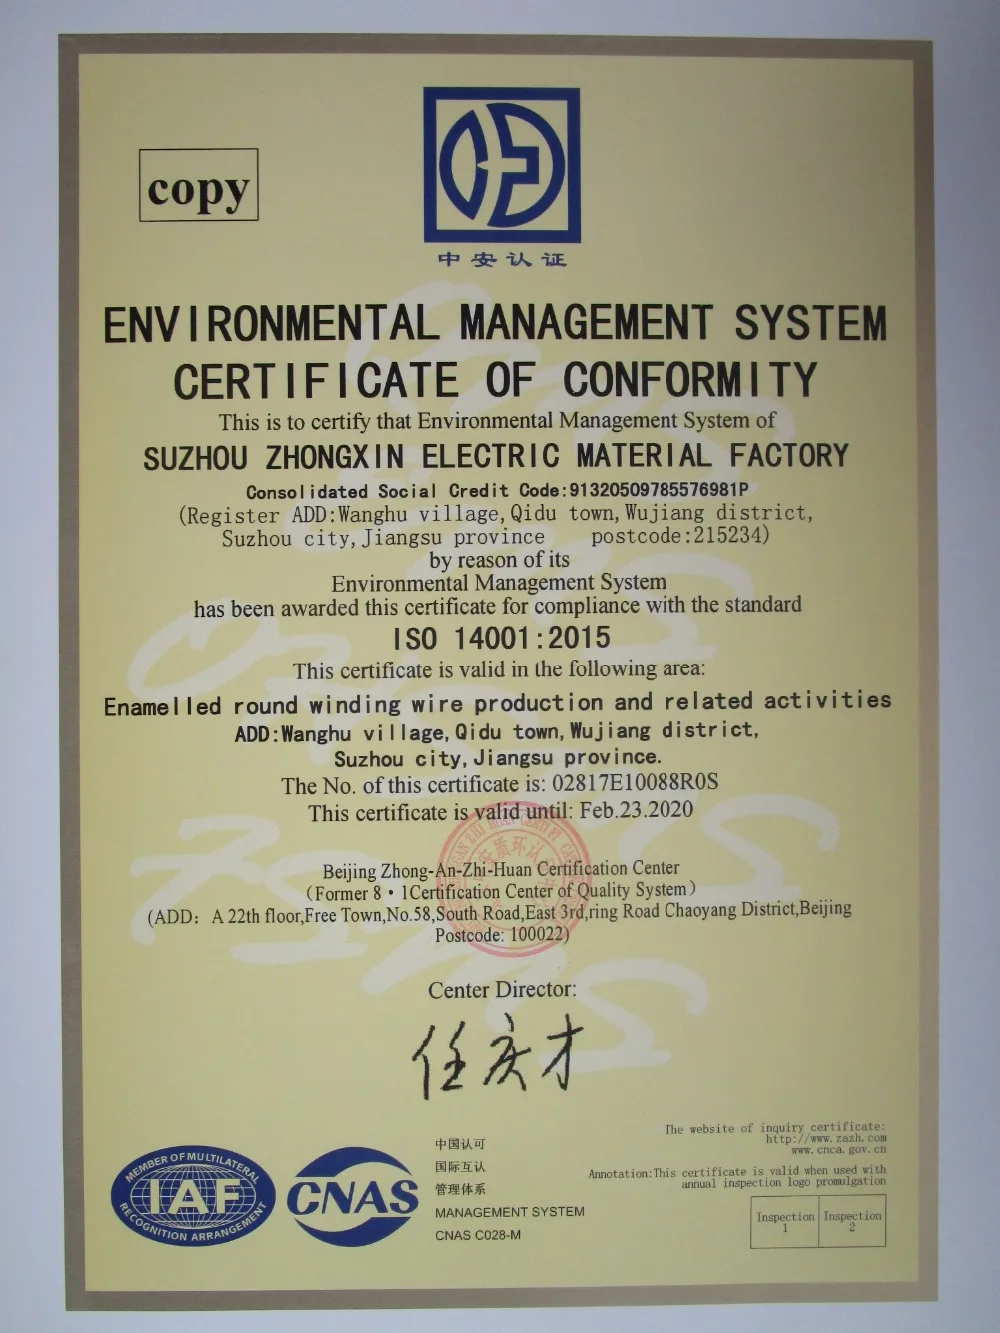 copy
中安认证
ENVIRONMENTAL MANAGEMENT SYSTEM
CERTIFICATE OF CONFORMITY
This is to certify that Environmental Management System of
SUZHOU ZHONGXIN ELECTRIC MATERIAL FACTORY
Consolidated Social Credit Code:91320509785576981P
(Register ADD:Wanghu village,Qidu town,Wujiang district,
Suzhou city,Jiangsu province postcode:215234)
by reason of its
Environmental Management System
has been awarded this certificate for compliance with the standard
ISO 14001:2015
This certificate is valid in the following area:
Enamelled round winding wire production and related activities
ADD:Wanghu village,Qidu town,Wujiang district,
Suzhou city,Jiangsu province.
The No. of this certificate is: 02817E10088R0S
This certificate is valid until: Feb.23.2020
Beijing Zhong-An-Zhi-Huan Certification Center
(Former 8·1Certification Center of Quality System)
(ADD: A 22th floor,Free Town,No.58,South Road,East 3rd,ring Road Chaoyang District,Beijing
Postcode: 100022)
Center Director:
任庆才
MEMBER OF MULTILATERAL
IAF
RECOGNITION ARRANGEMENT
CNAS
中国认可
国际互认
管理体系
MANAGEMENT SYSTEM
CNAS C028-M
The website of inquiry certificate:
http://www.zazh.com
www.cnca.gov.cn
Annotation:This certificate is valid when used with
annual inspection logo promulgation
Inspection 1
Inspection 2